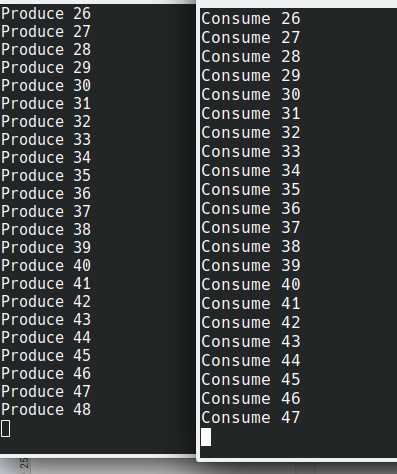 Produce 26
Produce 27
Produce 28
Produce 29
Produce 30
Produce 31
Produce 32
Produce 33
Produce 34
Produce 35
Produce 36
Produce 37
Produce 38
Produce 39
Produce 40
Produce 41
Produce 42
Produce 43
Produce 44
Produce 45
Produce 46
Produce 47
Produce 48
Consume 26
Consume 27
Consume 28
Consume 29
Consume 30
Consume 31
Consume 32
Consume 33
Consume 34
Consume 35
Consume 36
Consume 37
Consume 38
Consume 39
Consume 40
Consume 41
Consume 42
Consume 43
Consume 44
Consume 45
Consume 46
Consume 47
25